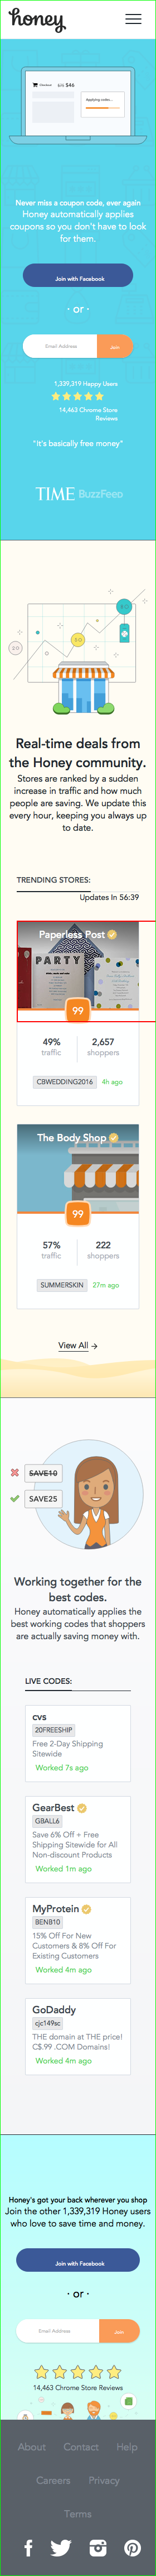 honey
Checkout $75 $46
Applying codes...
Never miss a coupon code, ever again
Honey automatically applies
coupons so you don't have to look
for them.
Join with Facebook
· or ·
Email Address
Join
1,339,319 Happy Users
14,463 Chrome Store
Reviews
"It's basically free money"
TIME BuzzFeed
Real-time deals from
the Honey community.
Stores are ranked by a sudden
increase in traffic and how much
people are saving. We update this
every hour, keeping you always up
to date.
TRENDING STORES:
Updates In 56:39
Paperless Post
PARTY
99
49% 2,657
traffic shoppers
CBWEDDING2016 4h ago
The Body Shop
99
57% 222
traffic shoppers
SUMMERSKIN 27m ago
View All →
SAVE10
SAVE25
Working together for the
best codes.
Honey automatically applies the
best working codes that shoppers
are actually saving money with.
LIVE CODES:
CVS
20FREESHIP
Free 2-Day Shipping
Sitewide
Worked 7s ago
GearBest
GBALL6
Save 6% Off + Free
Shipping Sitewide for All
Non-discount Products
Worked 1m ago
MyProtein
BENB10
15% Off For New
Customers & 8% Off For
Existing Customers
Worked 4m ago
GoDaddy
cjc149sc
THE domain at THE price!
C$.99 .COM Domains!
Worked 4m ago
Honey's got your back wherever you shop
Join the other 1,339,319 Honey users
who love to save time and money.
Join with Facebook
· or ·
Email Address
Join
14,463 Chrome Store Reviews
About Contact Help
Careers Privacy
Terms